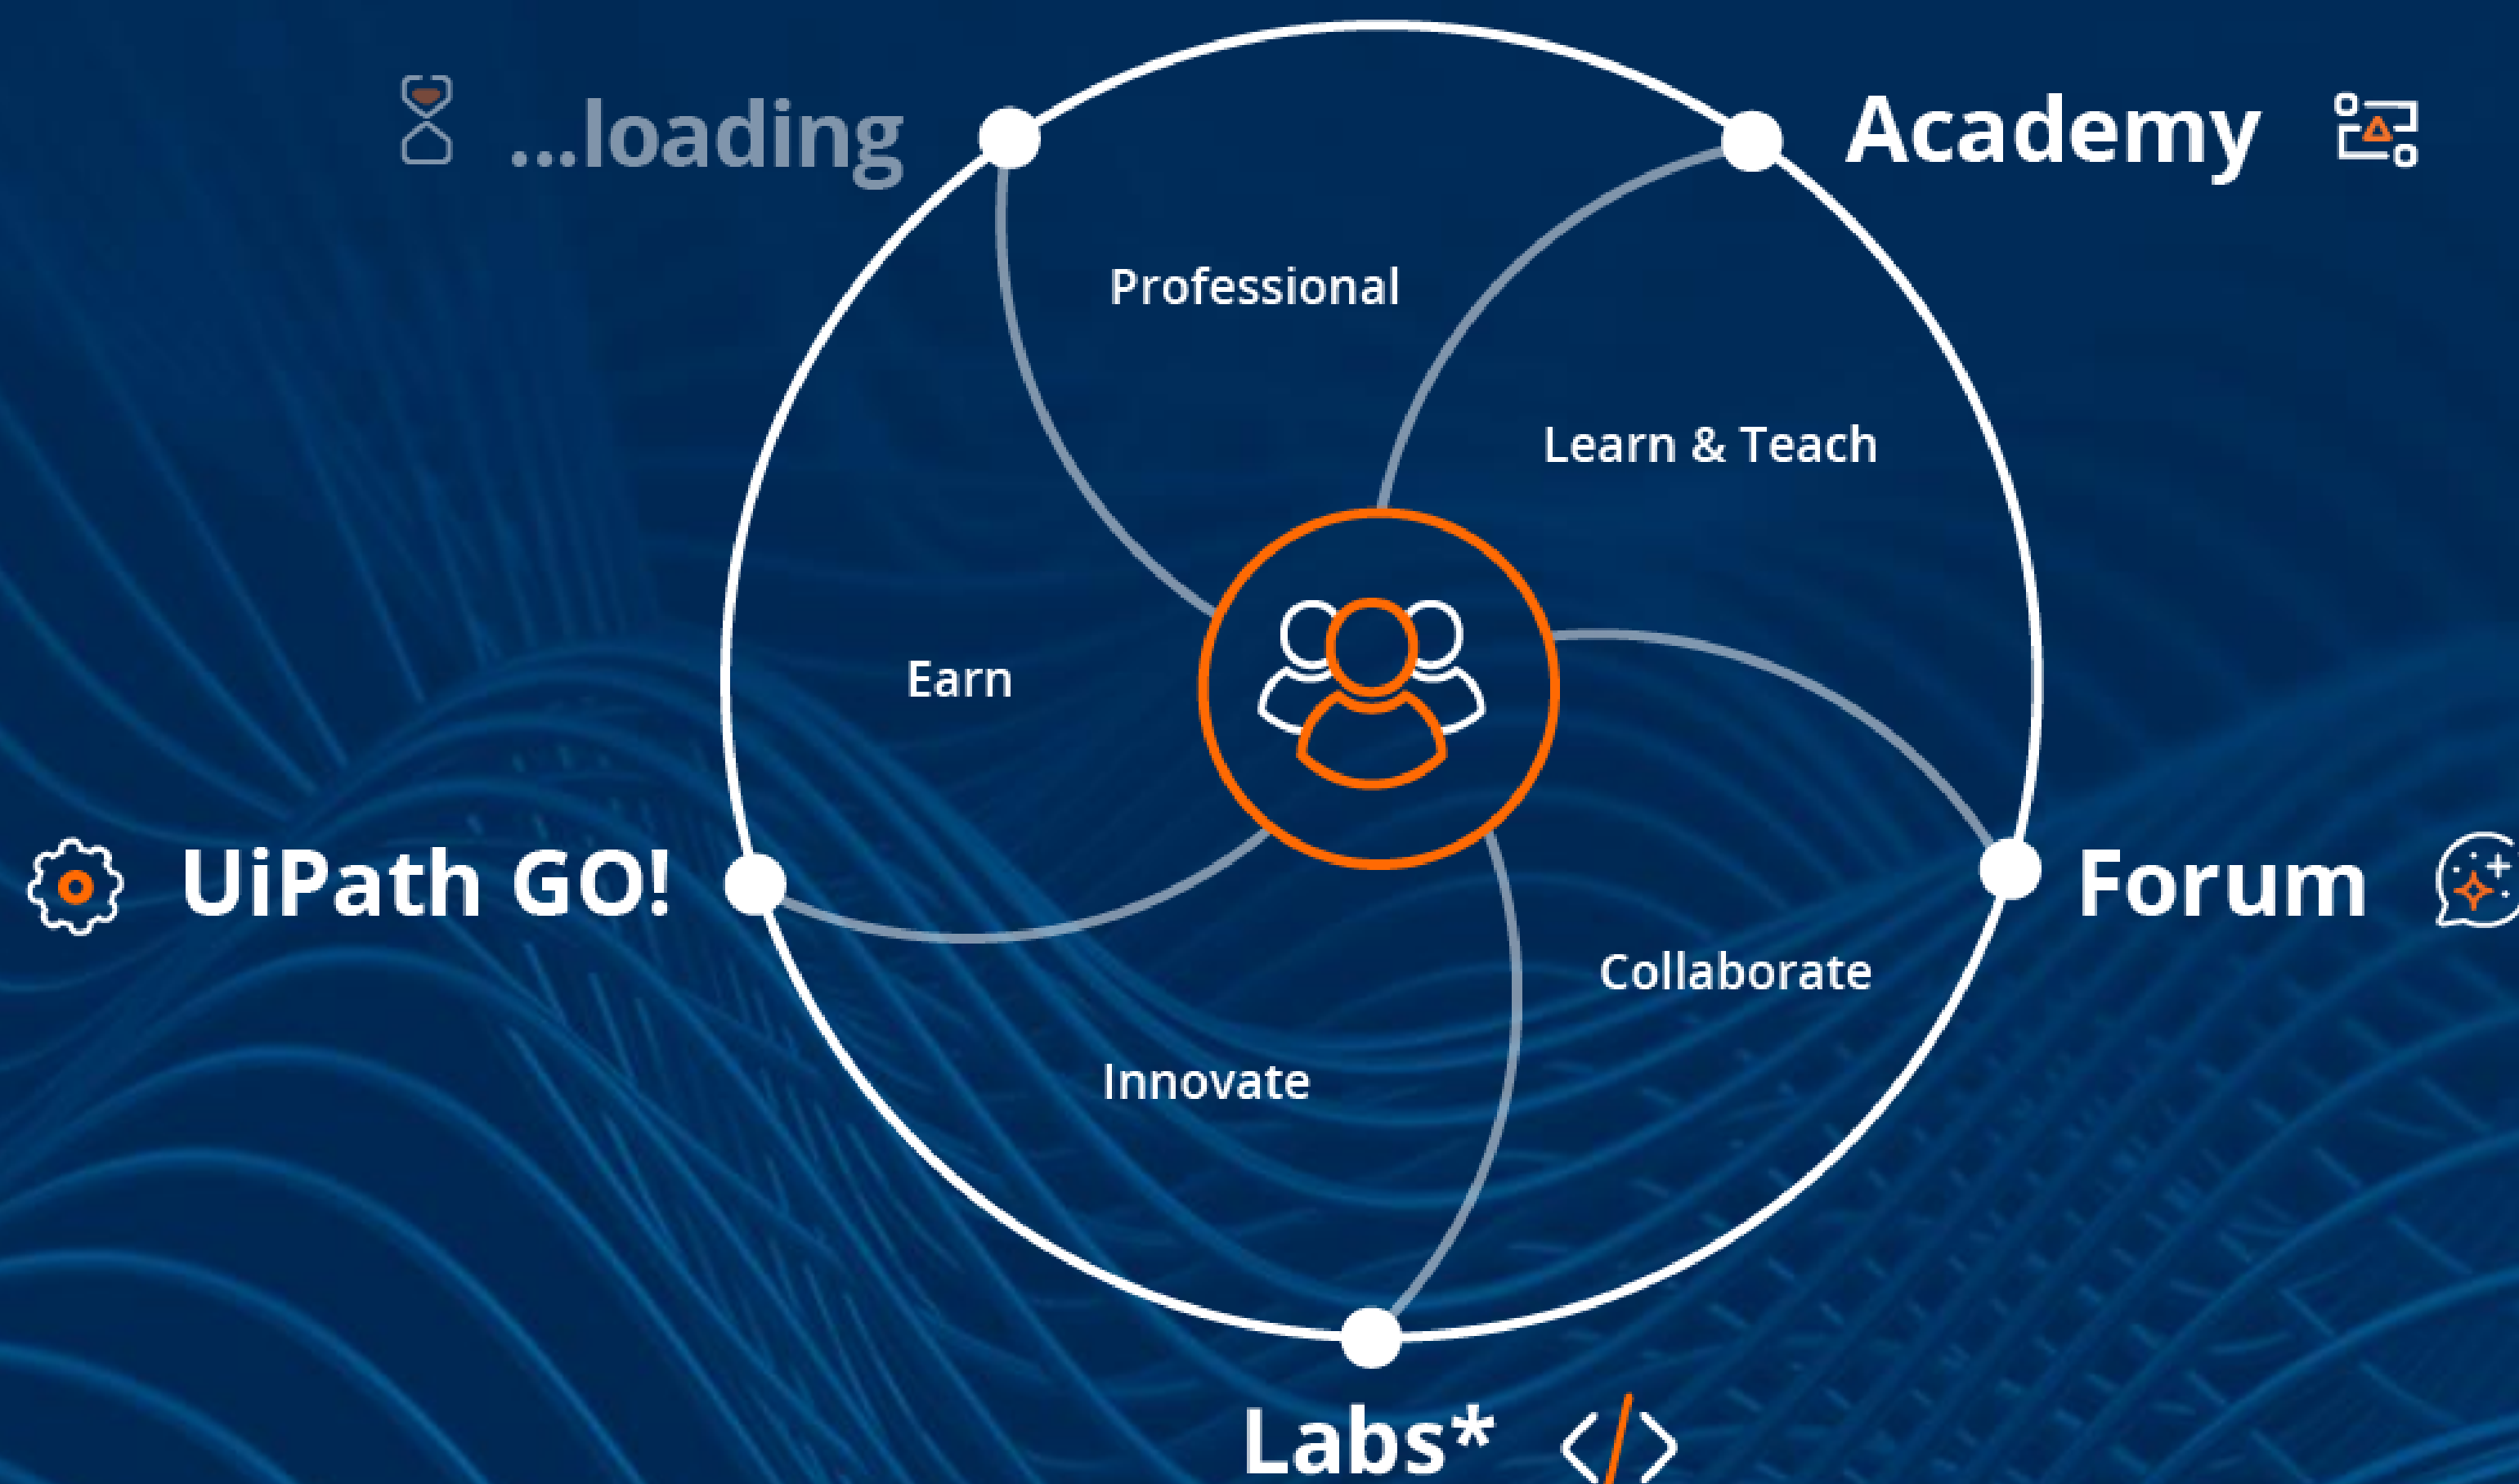 ...loading
Academy
Professional
Learn & Teach
Earn
UiPath GO!
Forum
Collaborate
Innovate
Labs*